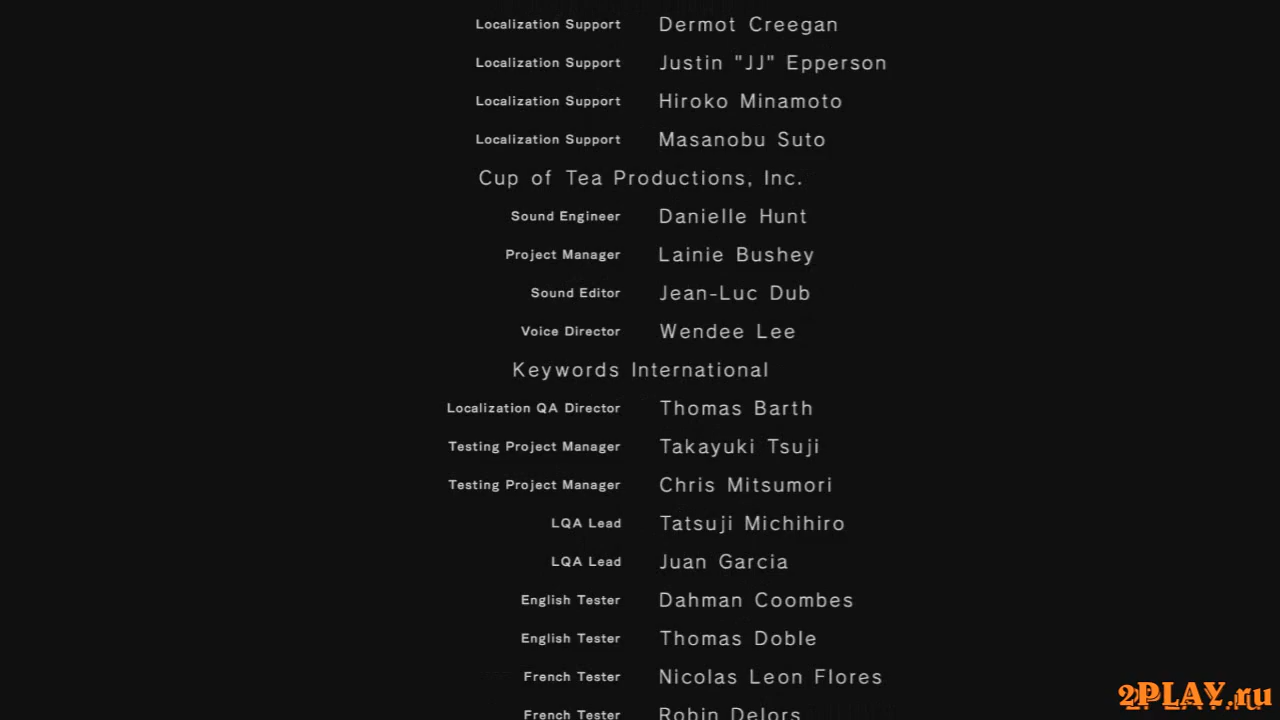 Localization Support Dermot Creegan
Localization Support Justin "JJ" Epperson
Localization Support Hiroko Minamoto
Localization Support Masanobu Suto
Cup of Tea Productions, Inc.
Sound Engineer Danielle Hunt
Project Manager Lainie Bushey
Sound Editor Jean-Luc Dub
Voice Director Wendee Lee
Keywords International
Localization QA Director Thomas Barth
Testing Project Manager Takayuki Tsuji
Testing Project Manager Chris Mitsumori
LQA Lead Tatsuji Michihiro
LQA Lead Juan Garcia
English Tester Dahman Coombes
English Tester Thomas Doble
French Tester Nicolas Leon Flores
French Tester Robin Delors
2PLAY.ru